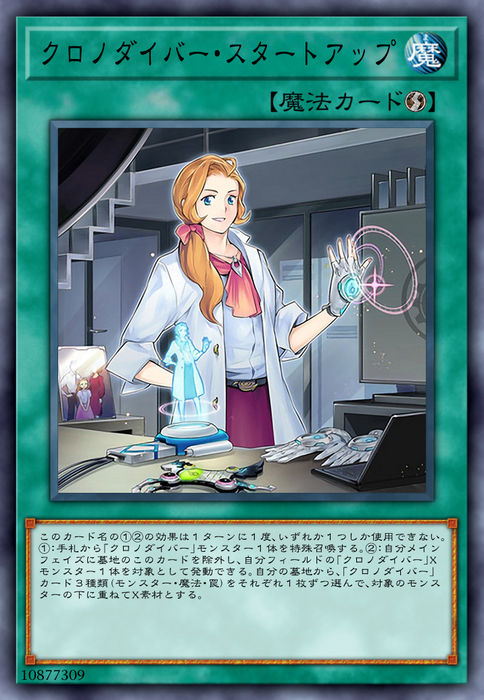 クロノダイバー・スタートアップ
魔
【魔法カード】
このカード名の①②の効果は1ターンに1度、いずれか1つしか使用できない。
①:手札から「クロノダイバー」モンスター1体を特殊召喚する。②:自分メイン
フェイズに墓地のこのカードを除外し、自分フィールドの「クロノダイバー」X
モンスター1体を対象として発動できる。自分の墓地から、「クロノダイバー」
カード3種類(モンスター・魔法・罠)をそれぞれ1枚ずつ選んで、対象のモンス
ターの下に重ねてX素材とする。
10877309